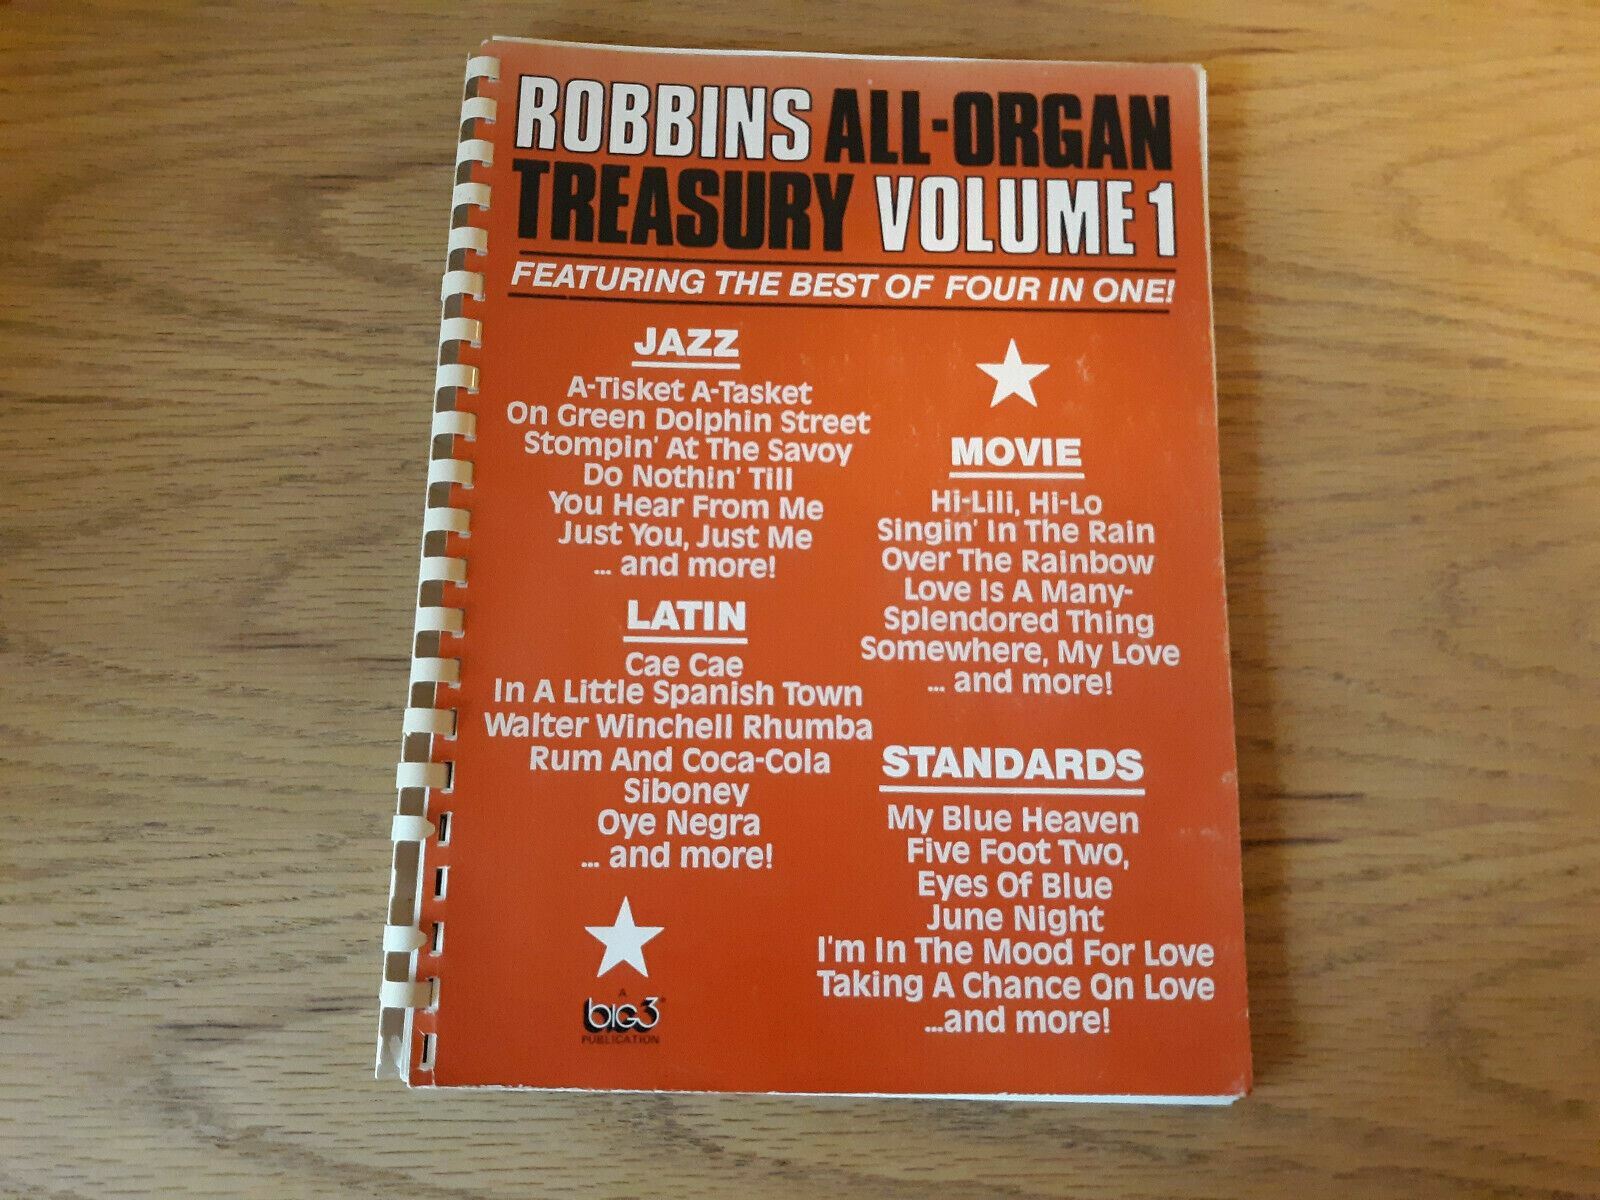 ROBBINS ALL-ORGAN
TREASURY VOLUME 1
FEATURING THE BEST OF FOUR IN ONE!
JAZZ
A-Tisket A-Tasket
On Green Dolphin Street
Stompin' At The Savoy
Do Nothin' Till
You Hear From Me
Just You, Just Me
... and more!
LATIN
Cae Cae
In A Little Spanish Town
Walter Winchell Rhumba
Rum And Coca-Cola
Siboney
Oye Negra
... and more!
MOVIE
Hi-Lili, Hi-Lo
Singin' In The Rain
Over The Rainbow
Love Is A Many-
Splendored Thing
Somewhere, My Love
... and more!
STANDARDS
My Blue Heaven
Five Foot Two,
Eyes Of Blue
June Night
I'm In The Mood For Love
Taking A Chance On Love
...and more!
A
big3
PUBLICATION